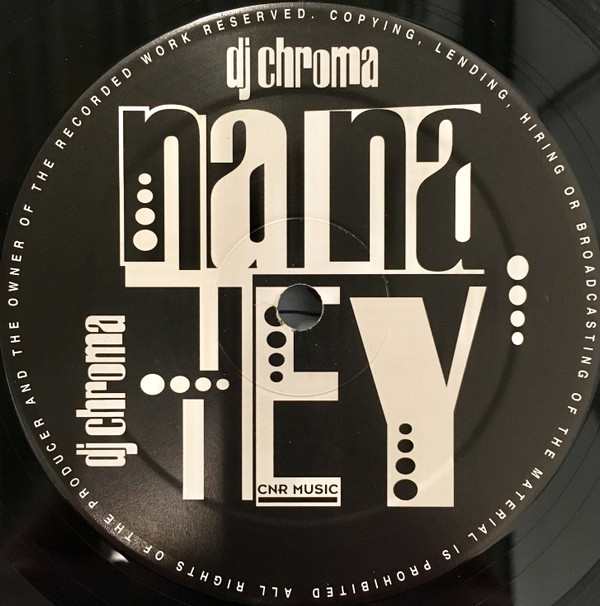 dj chroma
nana
TEY
dj chroma
CNR MUSIC
ALL RIGHTS OF THE PRODUCER AND THE OWNER OF THE RECORDED WORK RESERVED. COPYING, LENDING, HIRING OR BROADCASTING OF THE MATERIAL IS PROHIBITED